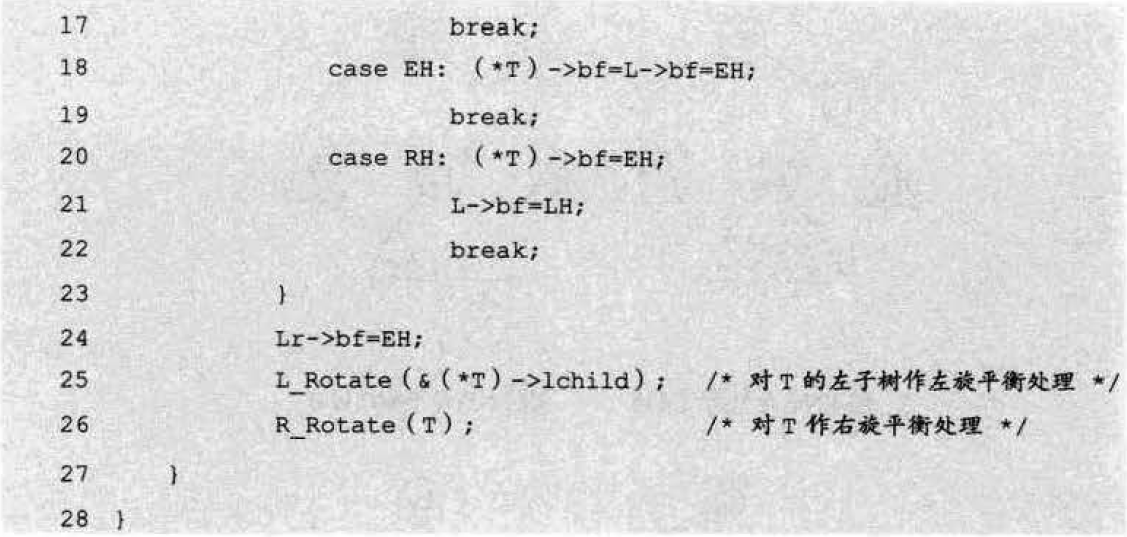 17 break;
18 case EH: (*T)->bf=L->bf=EH;
19 break;
20 case RH: (*T)->bf=EH;
21 L->bf=LH;
22 break;
23 }
24 Lr->bf=EH;
25 L_Rotate(&(*T)->lchild); /* 对T的左子树作左旋平衡处理 */
26 R_Rotate(T); /* 对T作右旋平衡处理 */
27 }
28 }